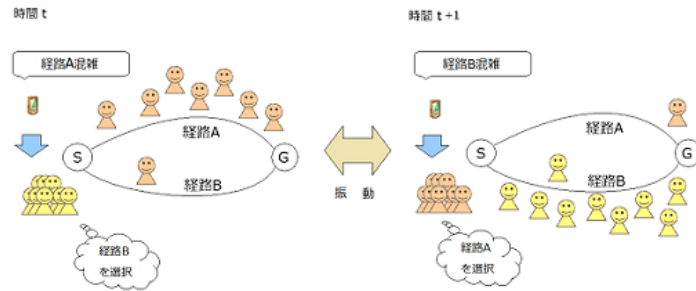 時間 t
経路A混雑
S
経路A
経路B
G
経路B
を選択
振 動
時間 t+1
経路B混雑
S
経路A
経路B
G
経路A
を選択